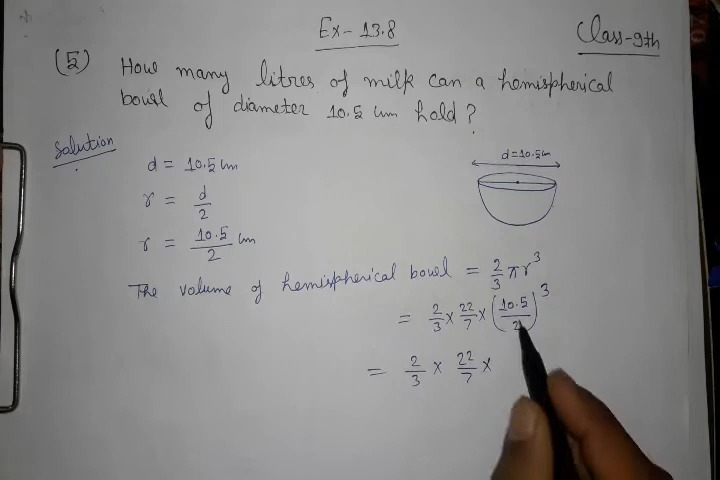 Ex-13.8
Class-9th
(5) How many litres of milk can a hemispherical
bowl of diameter 10.5 cm hold?
Solution
d = 10.5 cm
d = 10.5 cm
r = d/2
r = 10.5/2 cm
The volume of hemispherical bowl = 2/3 πr³
= 2/3 × 22/7 × (10.5/2)³
= 2/3 × 22/7 ×